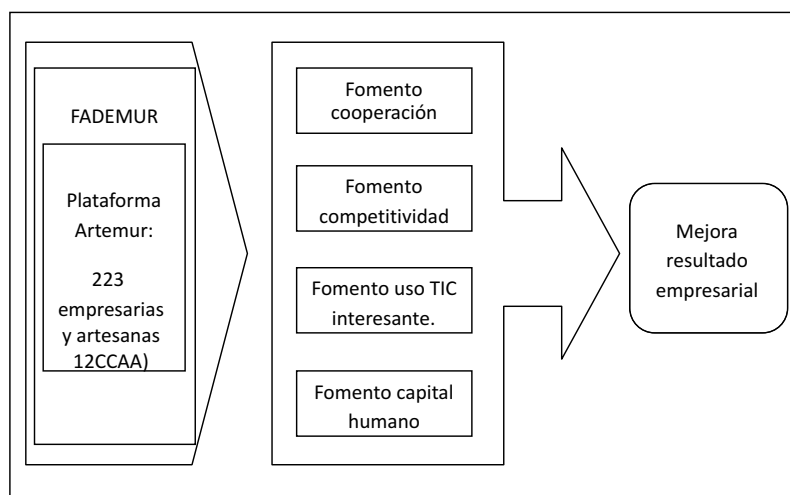 FADEMUR
Plataforma
Artemur:
223
empresarias
y artesanas
12CCAA)
Fomento
cooperación
Fomento
competitividad
Fomento uso TIC
interesante.
Fomento capital
humano
Mejora
resultado
empresarial